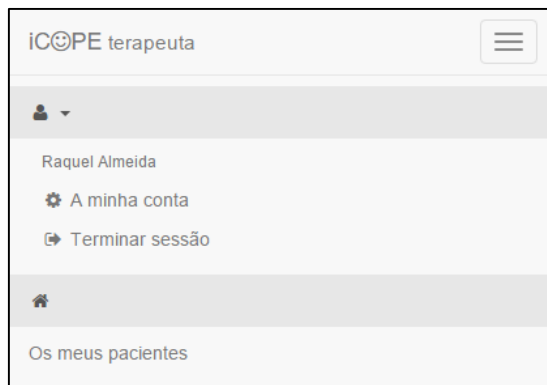 iC☺PE terapeuta
Raquel Almeida
A minha conta
Terminar sessão
Os meus pacientes